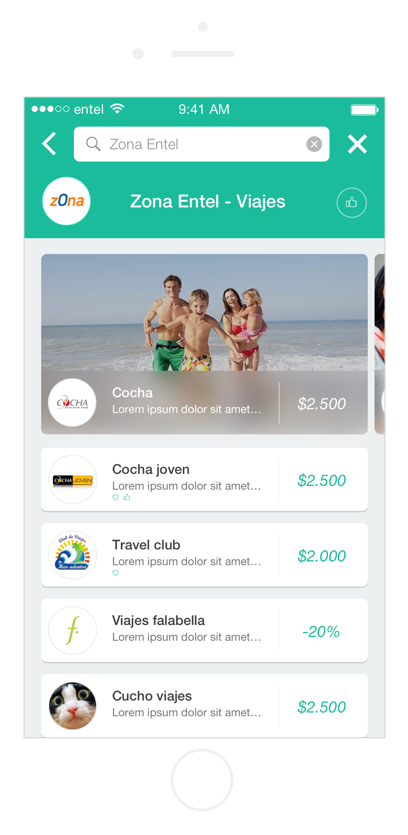 entel
9:41 AM
Zona Entel
zOna
Zona Entel - Viajes
COCHA
Cocha
Lorem ipsum dolor sit amet...
$2.500
COCHA JOVEN
Cocha joven
Lorem ipsum dolor sit amet...
$2.500
Club de Viajes
Travel club
Lorem ipsum dolor sit amet...
$2.000
f.
Viajes falabella
Lorem ipsum dolor sit amet...
-20%
Cucho viajes
Lorem ipsum dolor sit amet...
$2.500